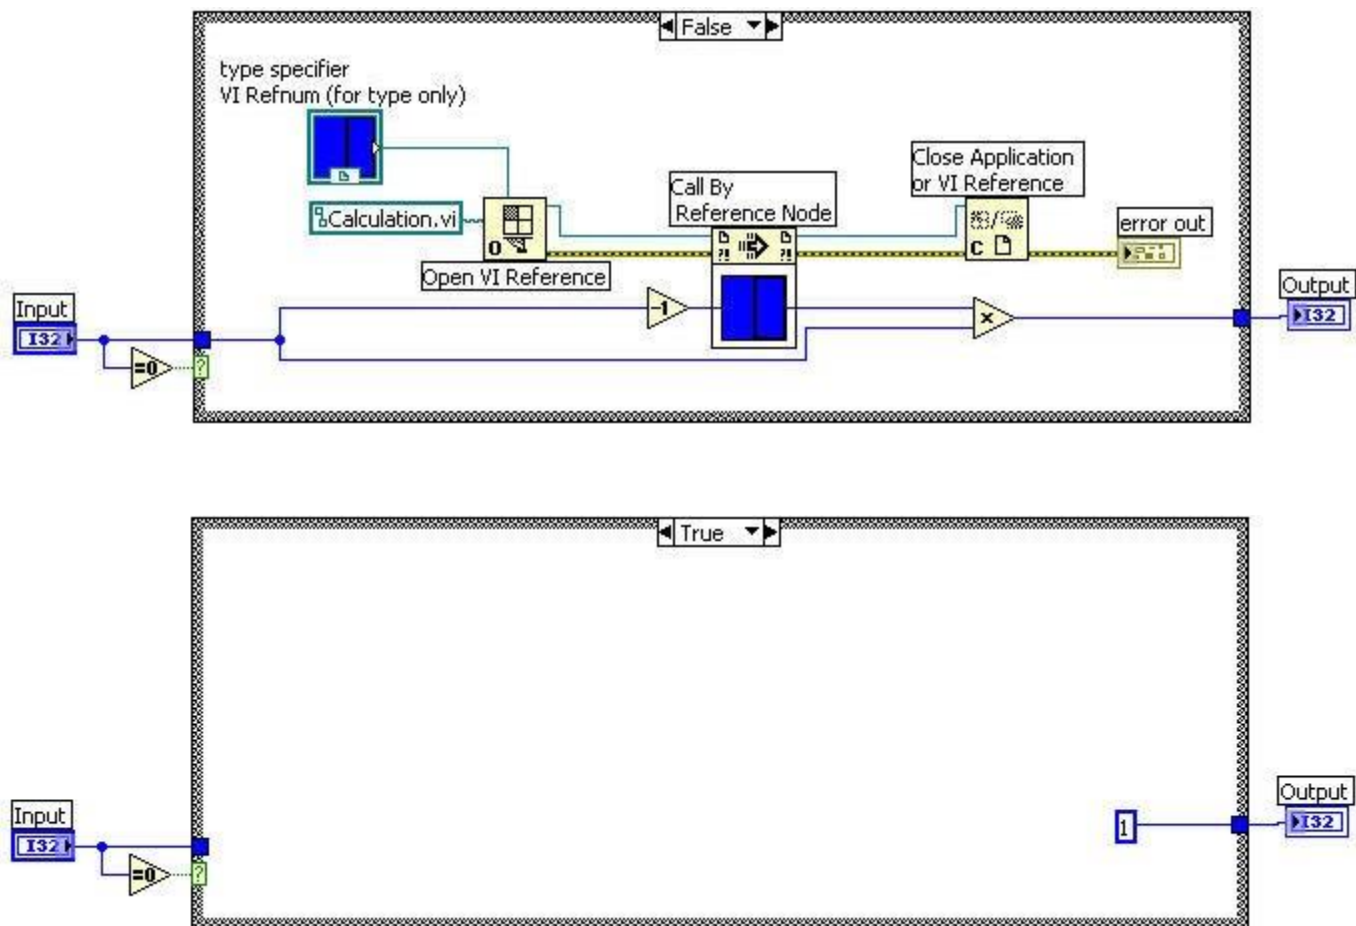 False
type specifier
VI Refnum (for type only)
Close Application
or VI Reference
Call By
Reference Node
Calculation.vi
O
?!
?!
C
error out
Open VI Reference
Input
I32
-1
x
Output
I32
=0
?
True
Input
I32
1
Output
I32
=0
?